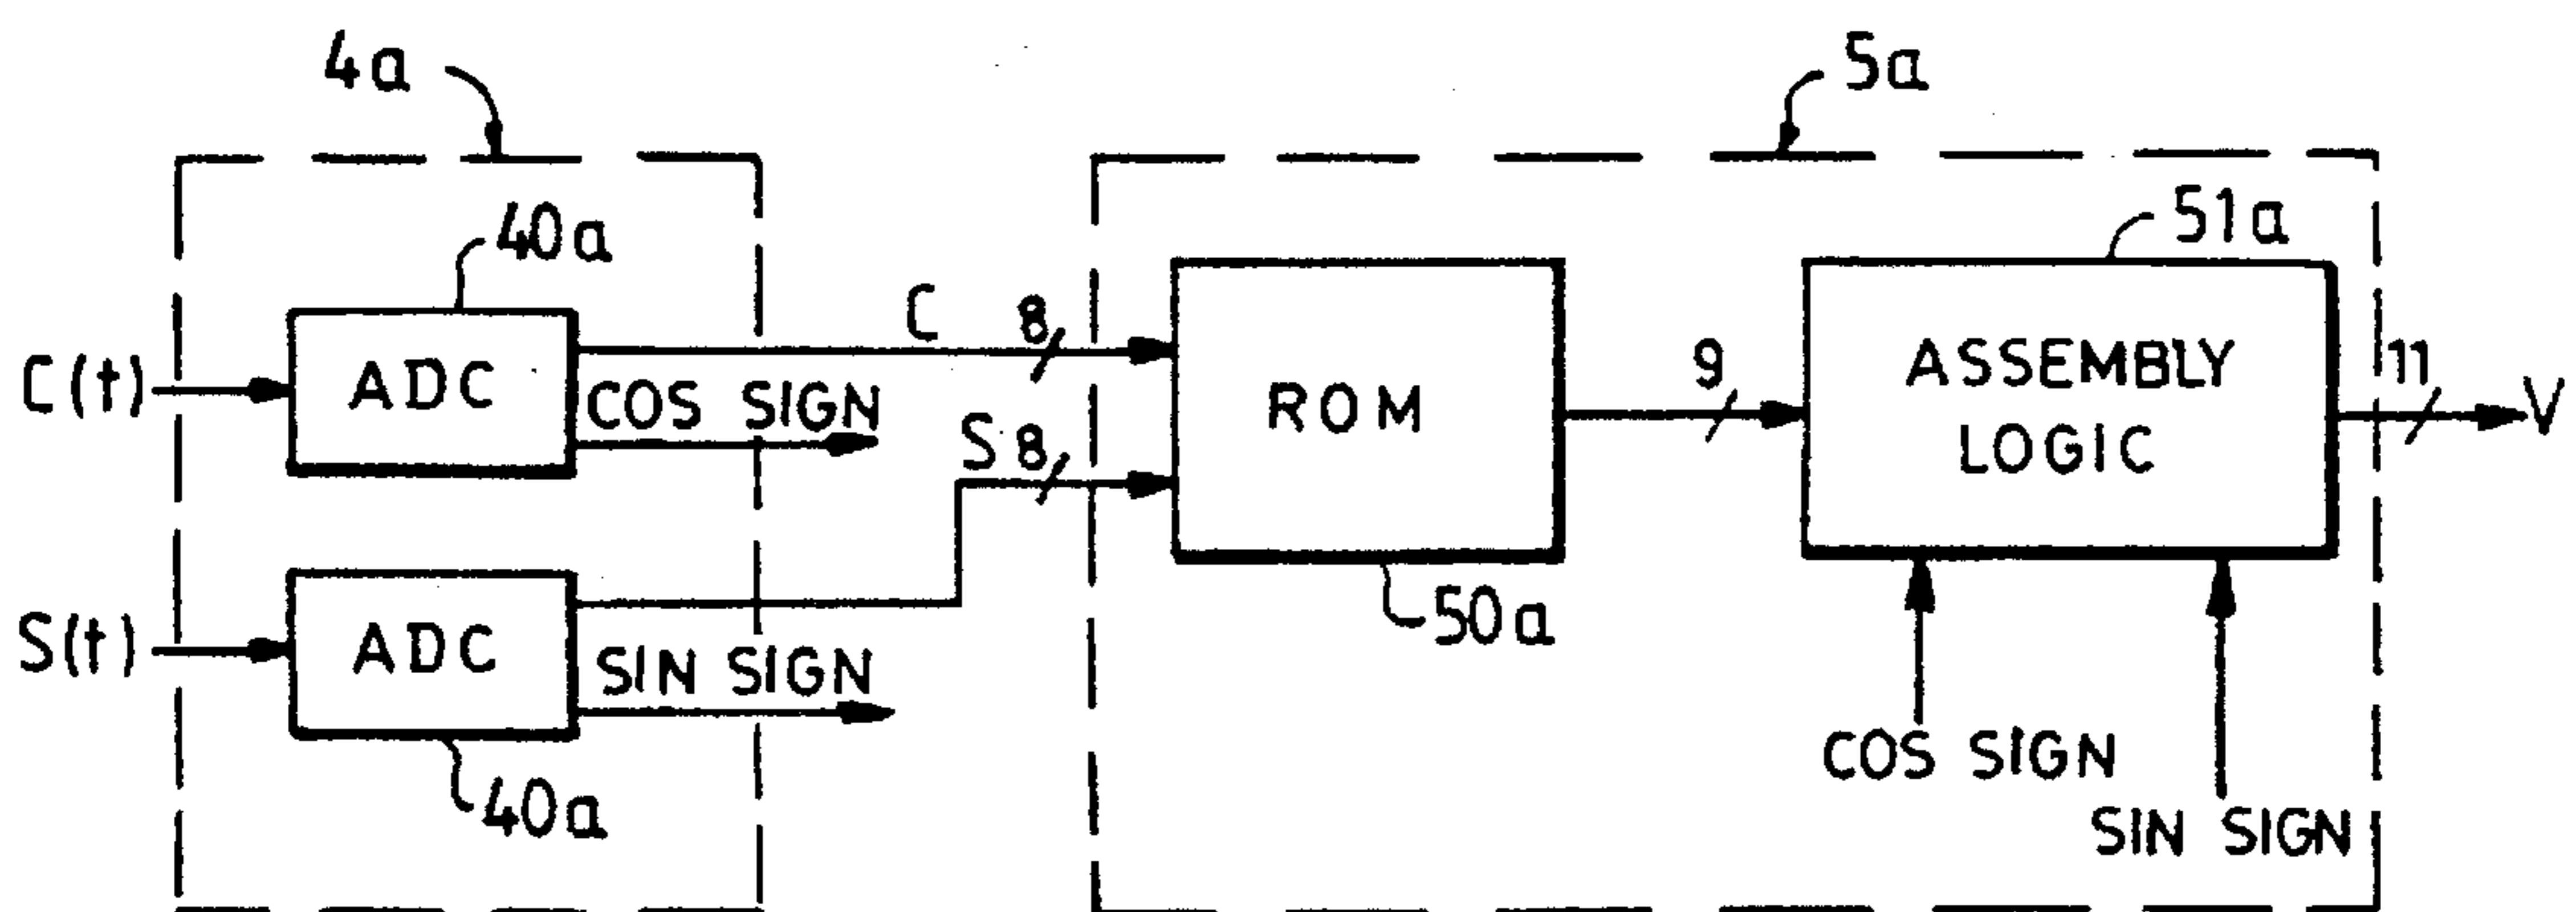 4a
5a
40a
51a
C(t)
ADC
C
8
COS SIGN
S
8
ROM
9
ASSEMBLY
LOGIC
11
V
S(t)
ADC
SIN SIGN
40a
50a
COS SIGN
SIN SIGN